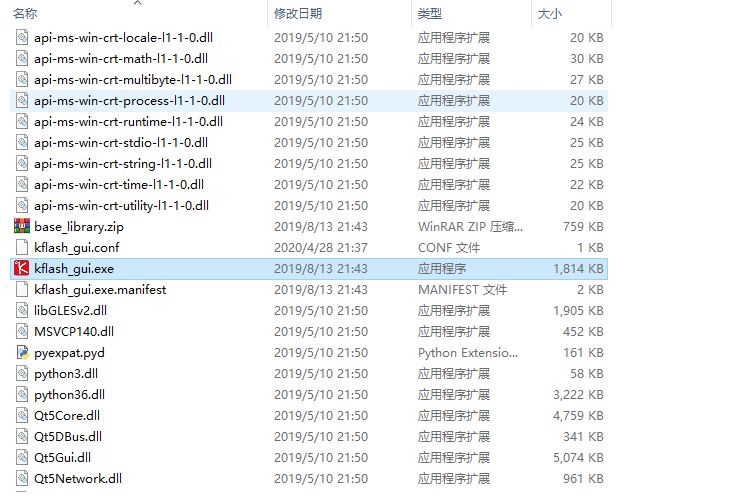 名称 修改日期 类型 大小
api-ms-win-crt-locale-l1-1-0.dll 2019/5/10 21:50 应用程序扩展 20 KB
api-ms-win-crt-math-l1-1-0.dll 2019/5/10 21:50 应用程序扩展 30 KB
api-ms-win-crt-multibyte-l1-1-0.dll 2019/5/10 21:50 应用程序扩展 27 KB
api-ms-win-crt-process-l1-1-0.dll 2019/5/10 21:50 应用程序扩展 20 KB
api-ms-win-crt-runtime-l1-1-0.dll 2019/5/10 21:50 应用程序扩展 24 KB
api-ms-win-crt-stdio-l1-1-0.dll 2019/5/10 21:50 应用程序扩展 25 KB
api-ms-win-crt-string-l1-1-0.dll 2019/5/10 21:50 应用程序扩展 25 KB
api-ms-win-crt-time-l1-1-0.dll 2019/5/10 21:50 应用程序扩展 22 KB
api-ms-win-crt-utility-l1-1-0.dll 2019/5/10 21:50 应用程序扩展 20 KB
base_library.zip 2019/8/13 21:43 WinRAR ZIP 压缩... 759 KB
kflash_gui.conf 2020/4/28 21:37 CONF 文件 1 KB
kflash_gui.exe 2019/8/13 21:43 应用程序 1,814 KB
kflash_gui.exe.manifest 2019/8/13 21:43 MANIFEST 文件 2 KB
libGLESv2.dll 2019/5/10 21:50 应用程序扩展 1,905 KB
MSVCP140.dll 2019/5/10 21:50 应用程序扩展 452 KB
pyexpat.pyd 2019/5/10 21:50 Python Extensio... 161 KB
python3.dll 2019/5/10 21:50 应用程序扩展 58 KB
python36.dll 2019/5/10 21:50 应用程序扩展 3,222 KB
Qt5Core.dll 2019/5/10 21:50 应用程序扩展 4,759 KB
Qt5DBus.dll 2019/5/10 21:50 应用程序扩展 341 KB
Qt5Gui.dll 2019/5/10 21:50 应用程序扩展 5,074 KB
Qt5Network.dll 2019/5/10 21:50 应用程序扩展 961 KB